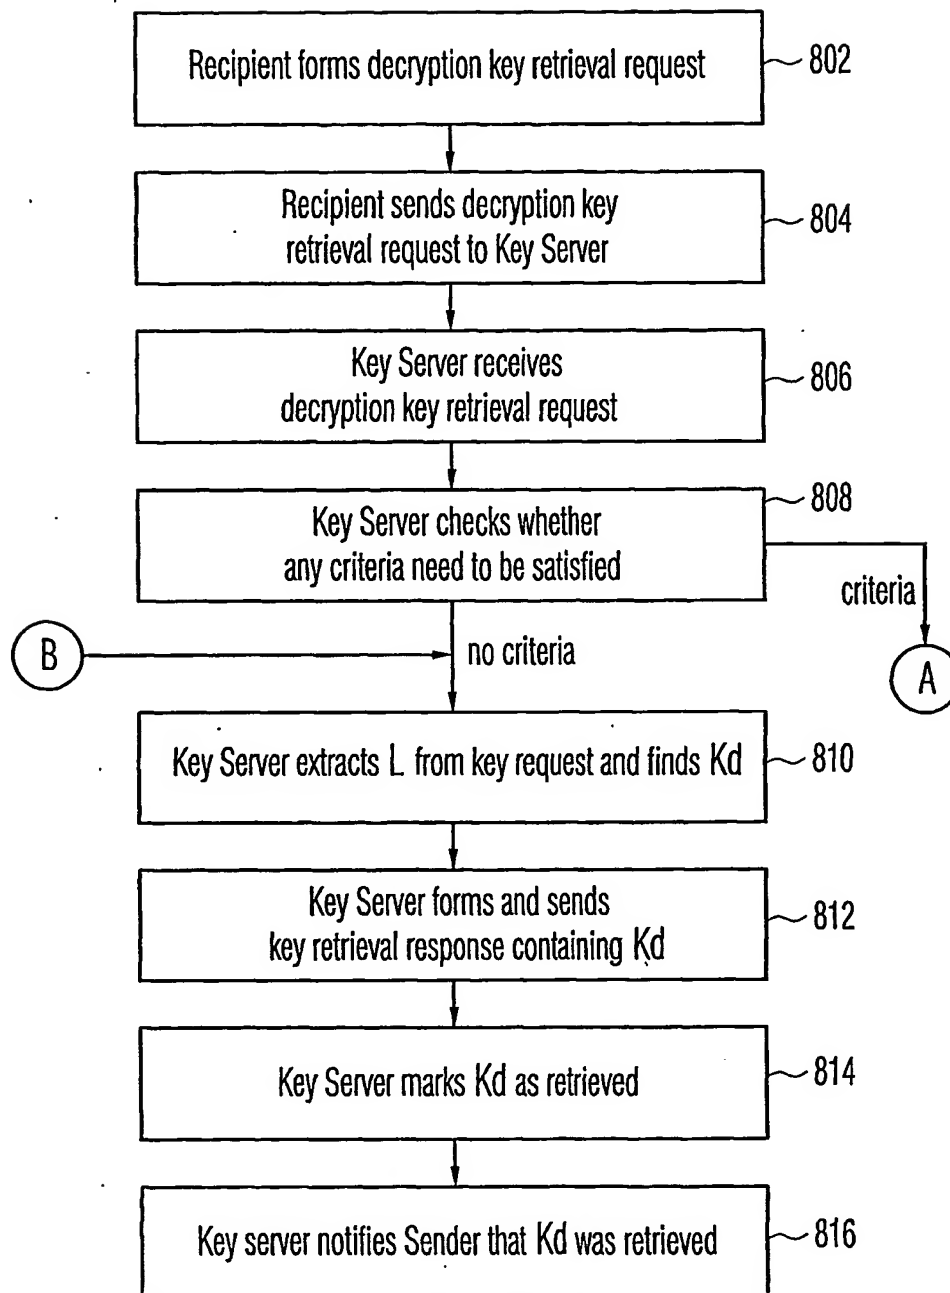 Recipient forms decryption key retrieval request
802
Recipient sends decryption key
retrieval request to Key Server
804
Key Server receives
decryption key retrieval request
806
Key Server checks whether
any criteria need to be satisfied
808
criteria
A
B
no criteria
Key Server extracts L from key request and finds Kd
810
Key Server forms and sends
key retrieval response containing Kd
812
Key Server marks Kd as retrieved
814
Key server notifies Sender that Kd was retrieved
816